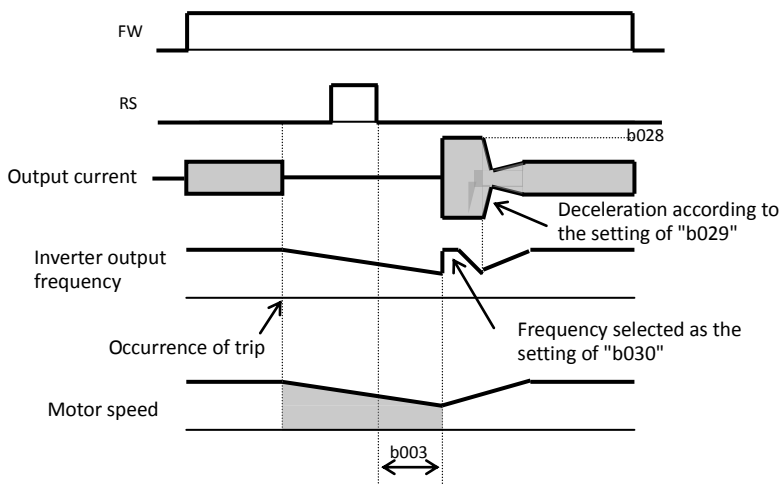 FW
RS
b028
Output current
Deceleration according to
the setting of "b029"
Inverter output
frequency
Occurrence of trip
Frequency selected as the
setting of "b030"
Motor speed
b003